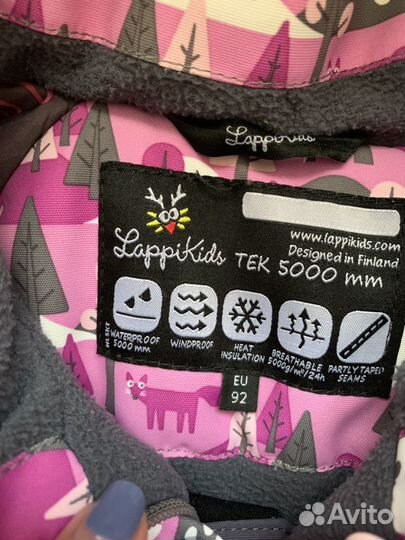 LappiKids
www.lappikids.com
Designed in Finland
LappiKids TEK 5000 mm
WATERPROOF
5000 mm
WINDPROOF
HEAT
INSULATION
BREATHABLE
5000g/m²/24h
PARTLY TAPED
SEAMS
EU
92
Avito